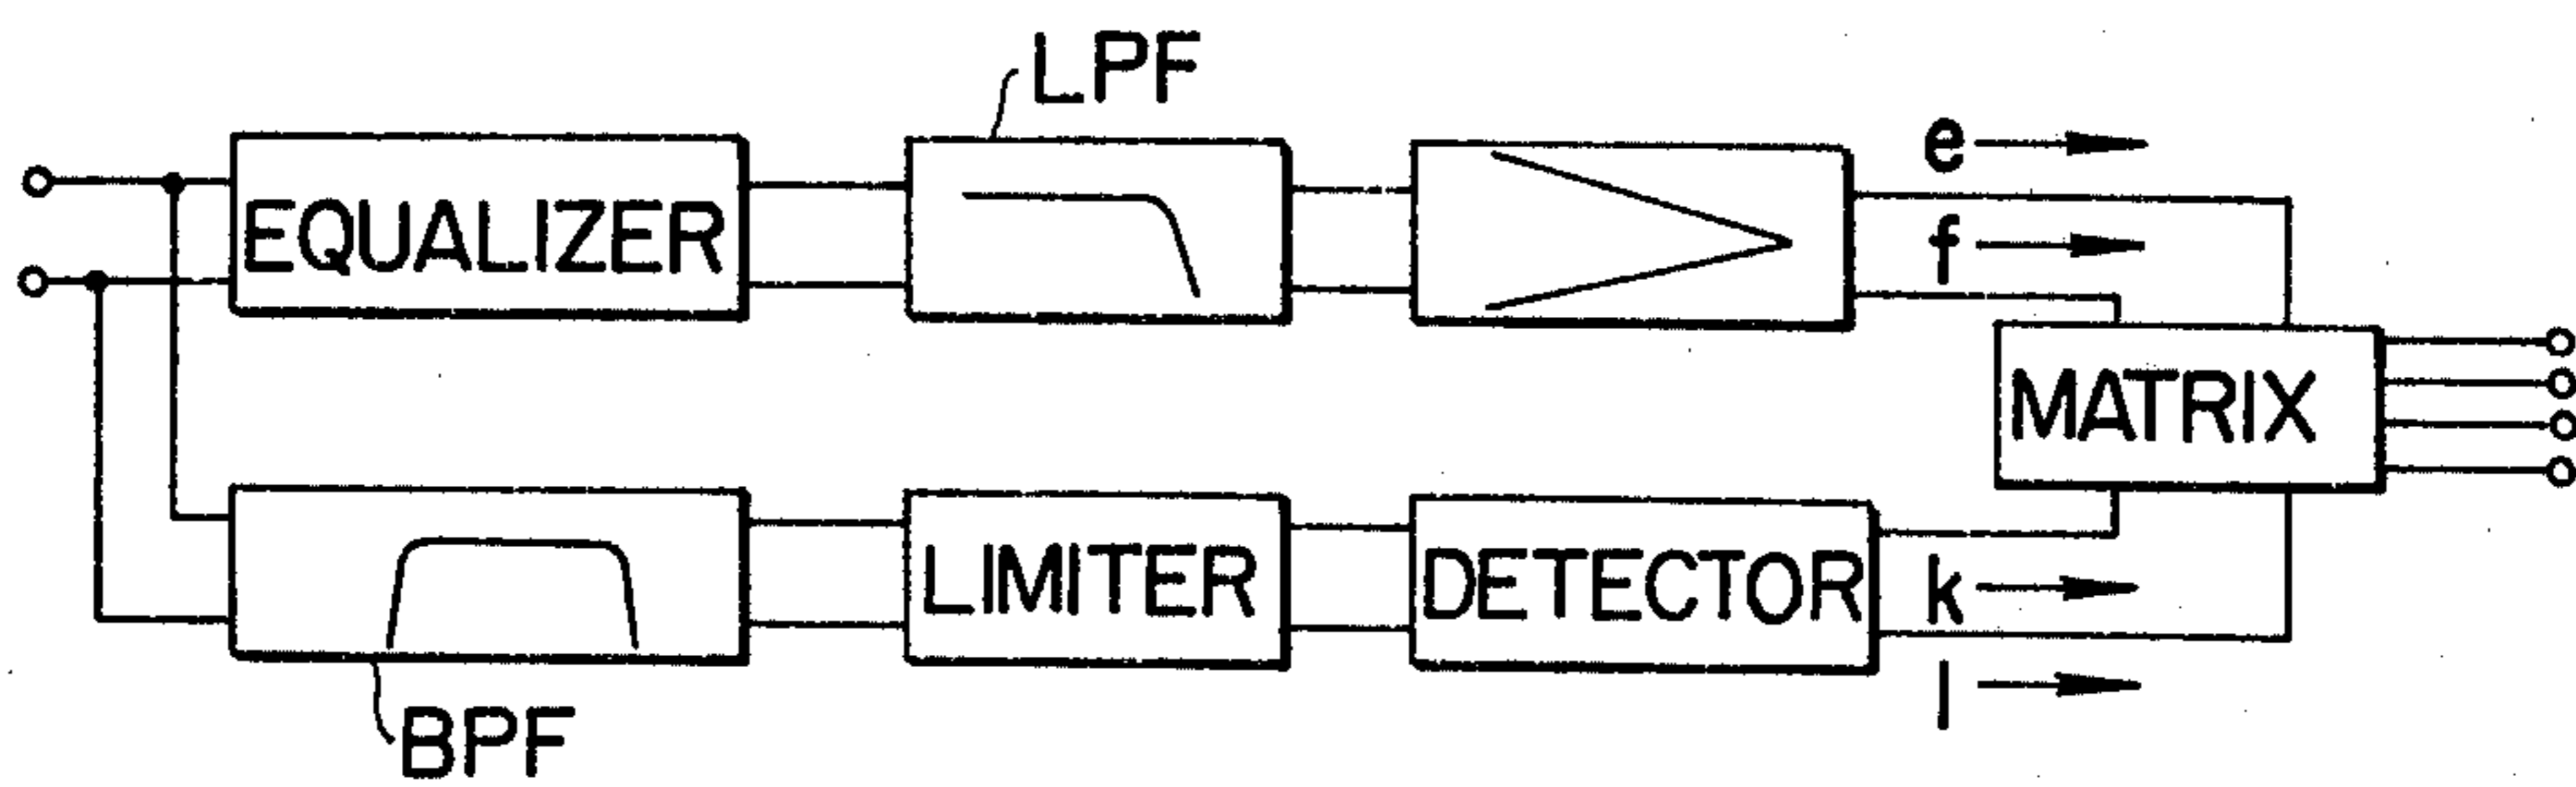 LPF
EQUALIZER
e
f
MATRIX
LIMITER
DETECTOR
k
l
BPF